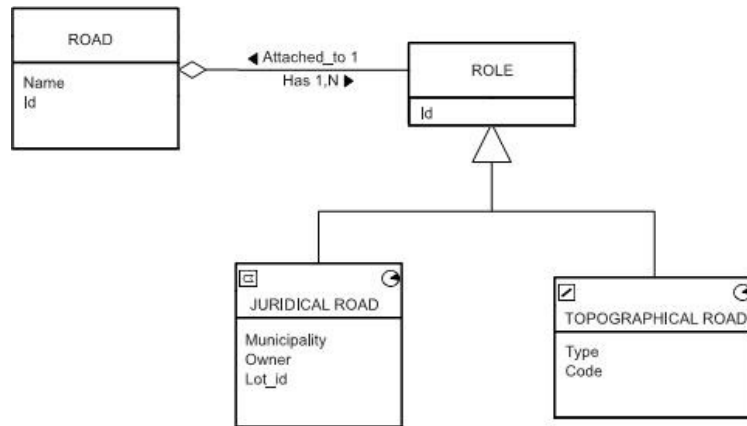 ROAD
Name
Id
◀ Attached_to 1
Has 1,N ▶
ROLE
Id
JURIDICAL ROAD
Municipality
Owner
Lot_id
TOPOGRAPHICAL ROAD
Type
Code